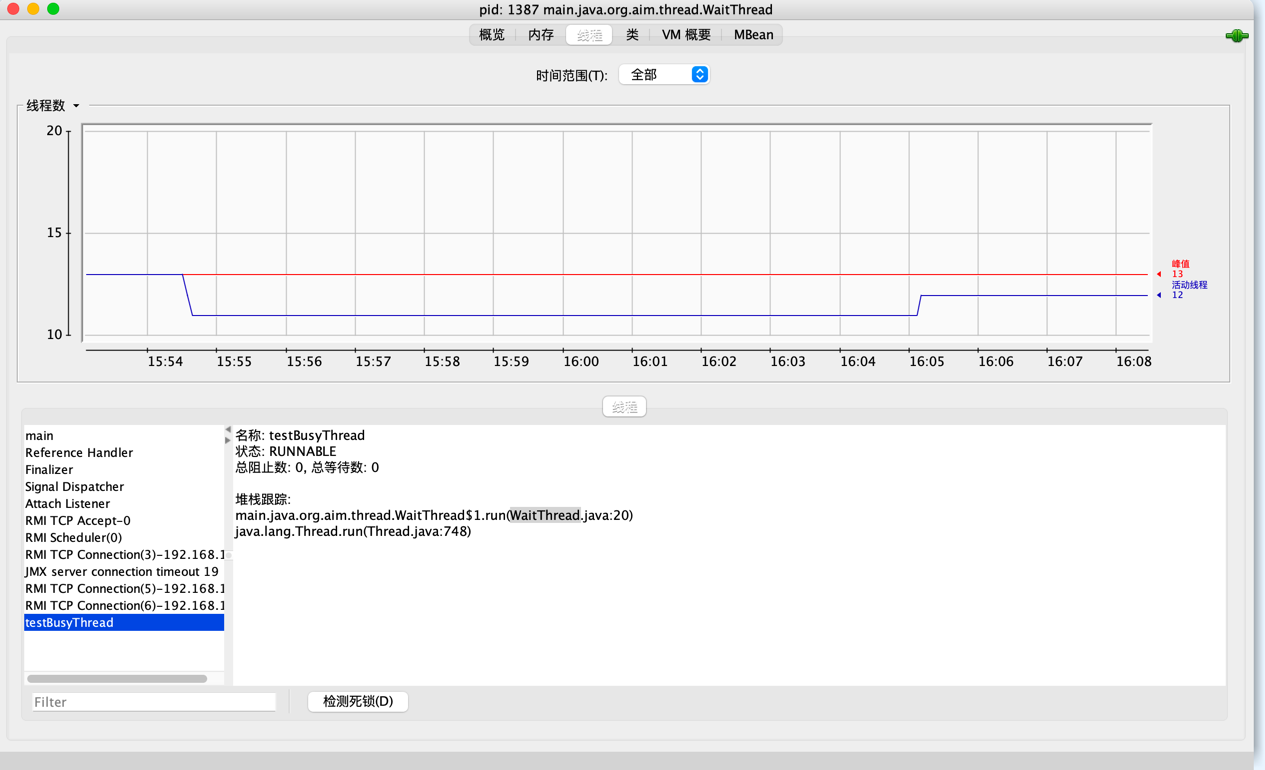 pid: 1387 main.java.org.aim.thread.WaitThread
概览 内存 线程 类 VM 概要 MBean
时间范围(T): 全部
线程数
20
15
10
峰值
13
活动线程
12
15:54 15:55 15:56 15:57 15:58 15:59 16:00 16:01 16:02 16:03 16:04 16:05 16:06 16:07 16:08
线程
main
Reference Handler
Finalizer
Signal Dispatcher
Attach Listener
RMI TCP Accept-0
RMI Scheduler(0)
RMI TCP Connection(3)-192.168.1
JMX server connection timeout 19
RMI TCP Connection(5)-192.168.1
RMI TCP Connection(6)-192.168.1
testBusyThread
名称: testBusyThread
状态: RUNNABLE
总阻止数: 0, 总等待数: 0
堆栈跟踪:
main.java.org.aim.thread.WaitThread$1.run(WaitThread.java:20)
java.lang.Thread.run(Thread.java:748)
Filter
检测死锁(D)